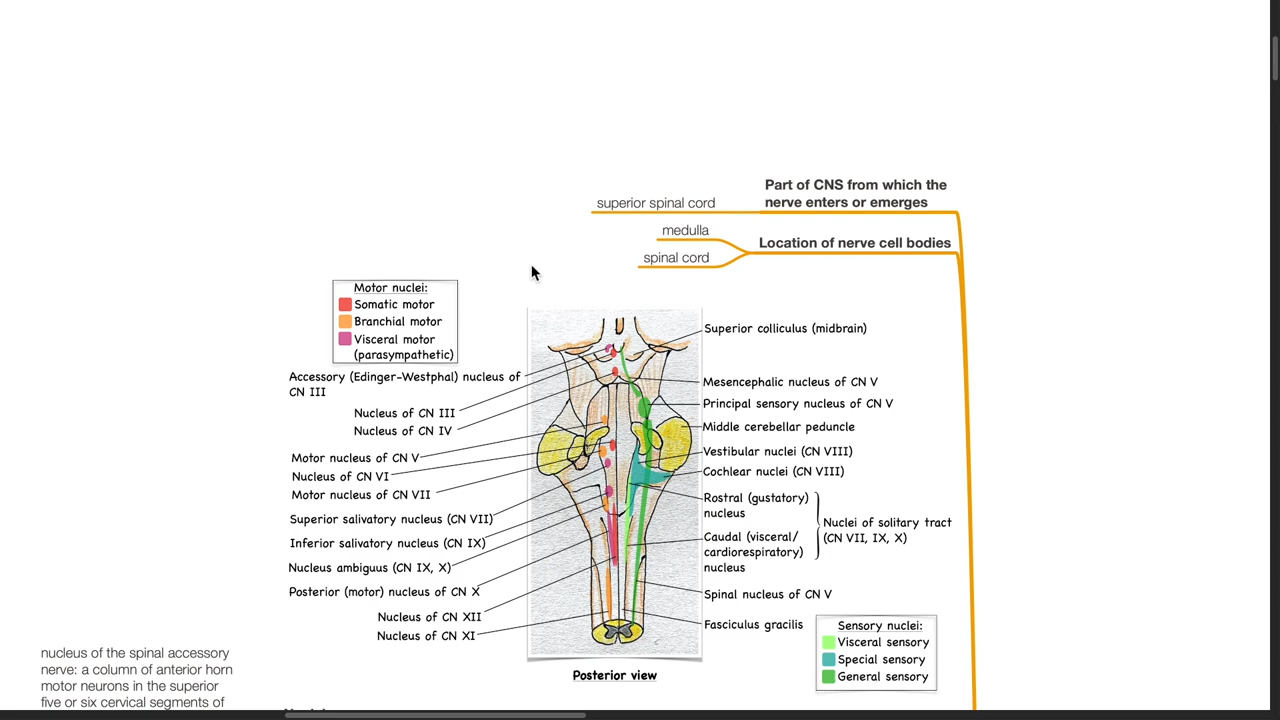 Part of CNS from which the
nerve enters or emerges
superior spinal cord
Location of nerve cell bodies
medulla
spinal cord
Motor nuclei:
Somatic motor
Branchial motor
Visceral motor
(parasympathetic)
Accessory (Edinger-Westphal) nucleus of
CN III
Nucleus of CN III
Nucleus of CN IV
Motor nucleus of CN V
Nucleus of CN VI
Motor nucleus of CN VII
Superior salivatory nucleus (CN VII)
Inferior salivatory nucleus (CN IX)
Nucleus ambiguus (CN IX, X)
Posterior (motor) nucleus of CN X
Nucleus of CN XII
Nucleus of CN XI
Superior colliculus (midbrain)
Mesencephalic nucleus of CN V
Principal sensory nucleus of CN V
Middle cerebellar peduncle
Vestibular nuclei (CN VIII)
Cochlear nuclei (CN VIII)
Rostral (gustatory)
nucleus
Caudal (visceral/
cardiorespiratory)
nucleus
Nuclei of solitary tract
(CN VII, IX, X)
Spinal nucleus of CN V
Fasciculus gracilis
Sensory nuclei:
Visceral sensory
Special sensory
General sensory
Posterior view
nucleus of the spinal accessory
nerve: a column of anterior horn
motor neurons in the superior
five or six cervical segments of